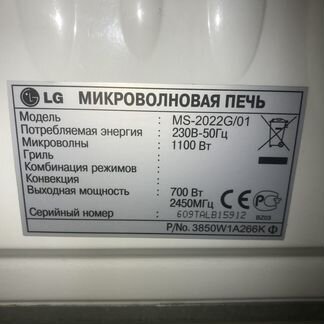 LG МИКРОВОЛНОВАЯ ПЕЧЬ
Модель : MS-2022G/01
Потребляемая энергия : 230В-50Гц
Микроволны : 1100 Вт
Гриль :
Комбинация режимов :
Конвекция :
Выходная мощность : 700 Вт
2450МГц
Серийный номер : 609TALB15912
BZ03
P/No. 3850W1A266K